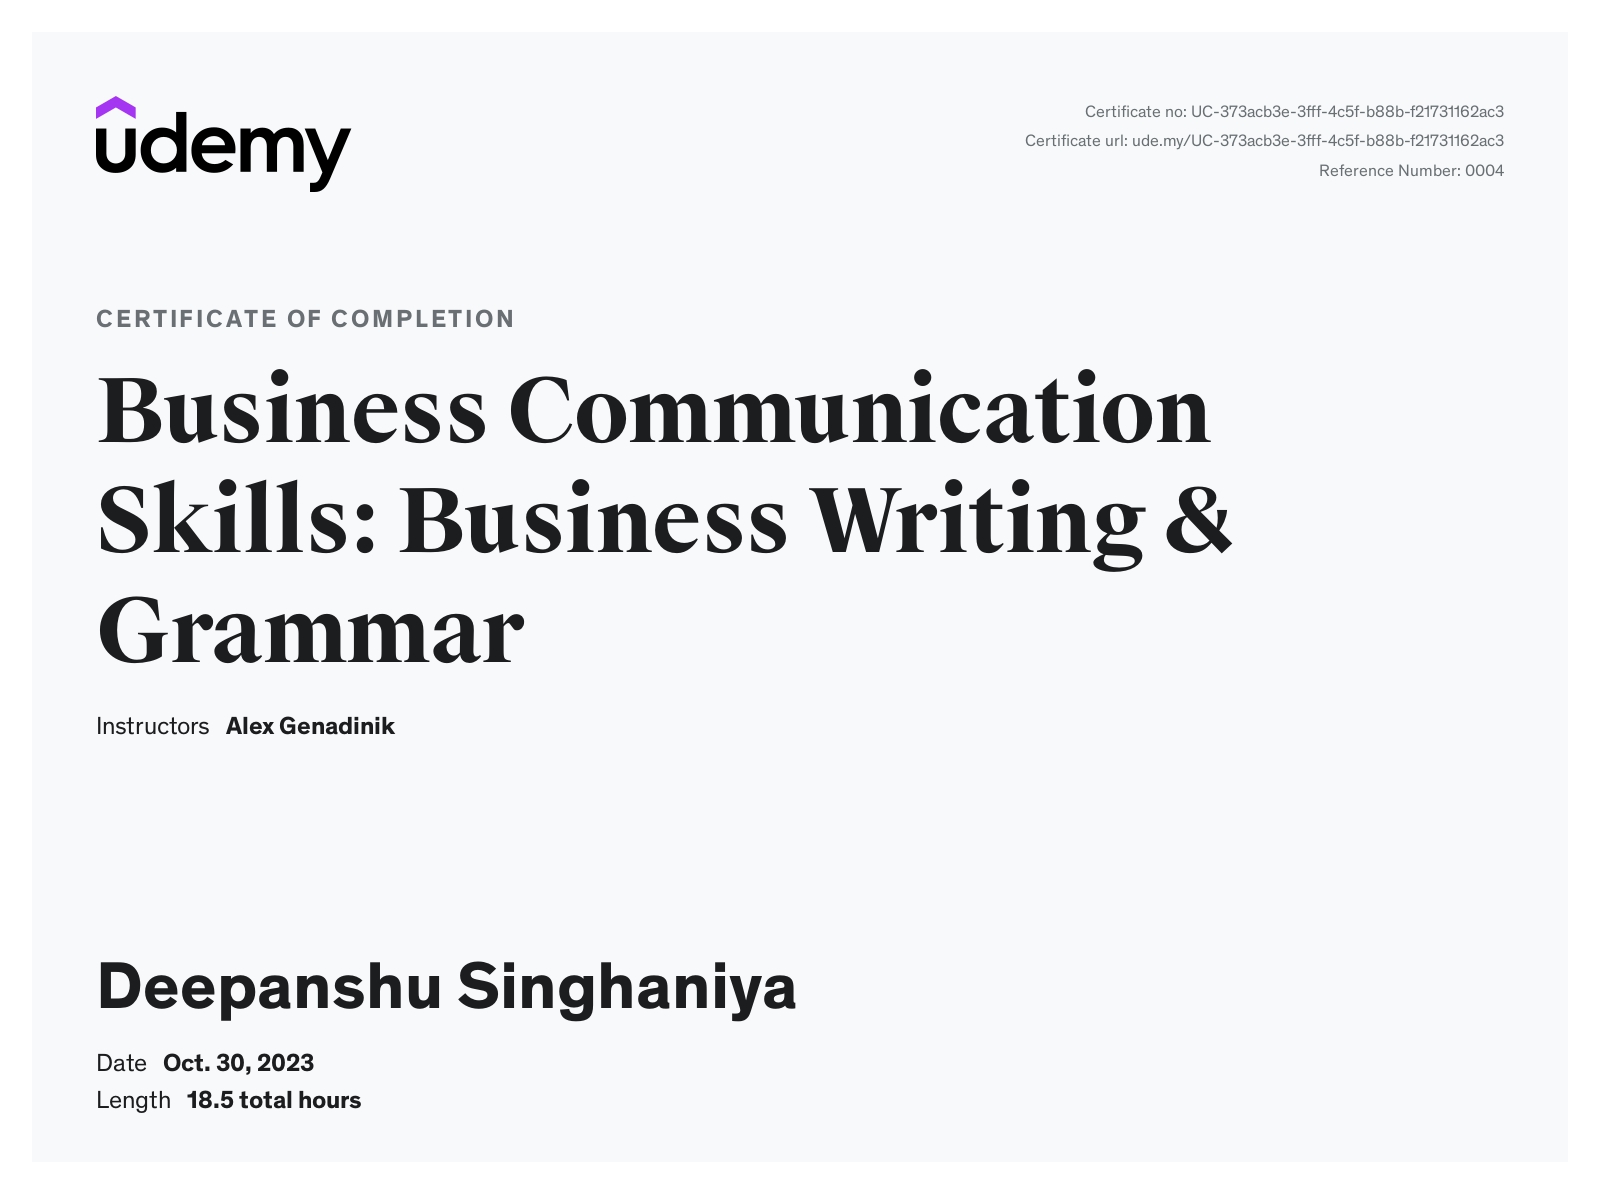 udemy
Certificate no: UC-373acb3e-3fff-4c5f-b88b-f21731162ac3
Certificate url: ude.my/UC-373acb3e-3fff-4c5f-b88b-f21731162ac3
Reference Number: 0004
CERTIFICATE OF COMPLETION
Business Communication
Skills: Business Writing &
Grammar
Instructors Alex Genadinik
Deepanshu Singhaniya
Date Oct. 30, 2023
Length 18.5 total hours